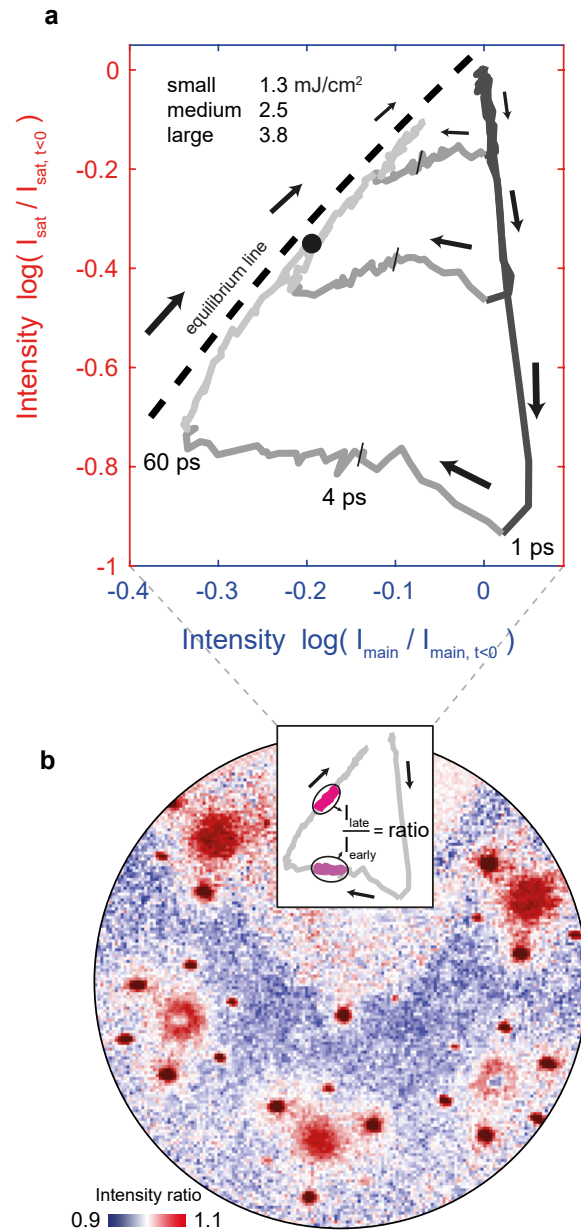 a
small 1.3 mJ/cm²
medium 2.5
large 3.8
equilibrium line
60 ps
4 ps
1 ps
0
-0.2
-0.4
-0.6
-0.8
-1
Intensity log( I_sat / I_sat, t<0 )
-0.4 -0.3 -0.2 -0.1 0
Intensity log( I_main / I_main, t<0 )
b
I_late
= ratio
I_early
Intensity ratio
0.9 1.1